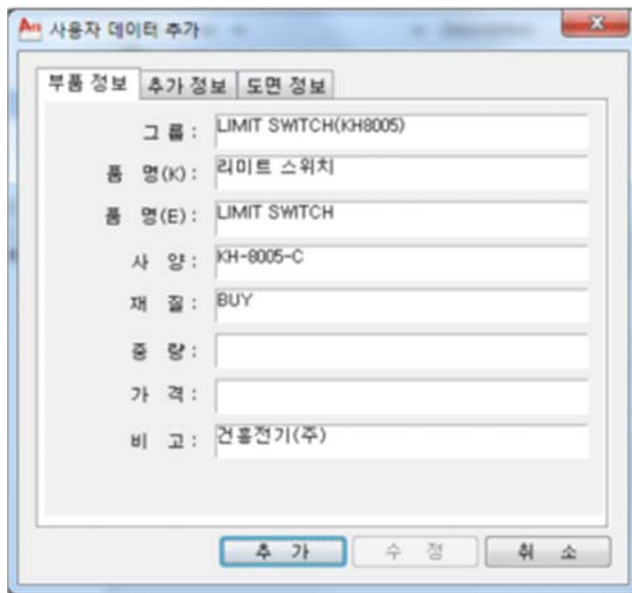 사용자 데이터 추가
부품 정보 추가 정보 도면 정보
그 룹 : LIMIT SWITCH(KH8005)
품 명(K) : 리미트 스위치
품 명(E) : LIMIT SWITCH
사 양 : KH-8005-C
재 질 : BUY
중 량 :
가 격 :
비 고 : 건흥전기(주)
추 가 수 정 취 소